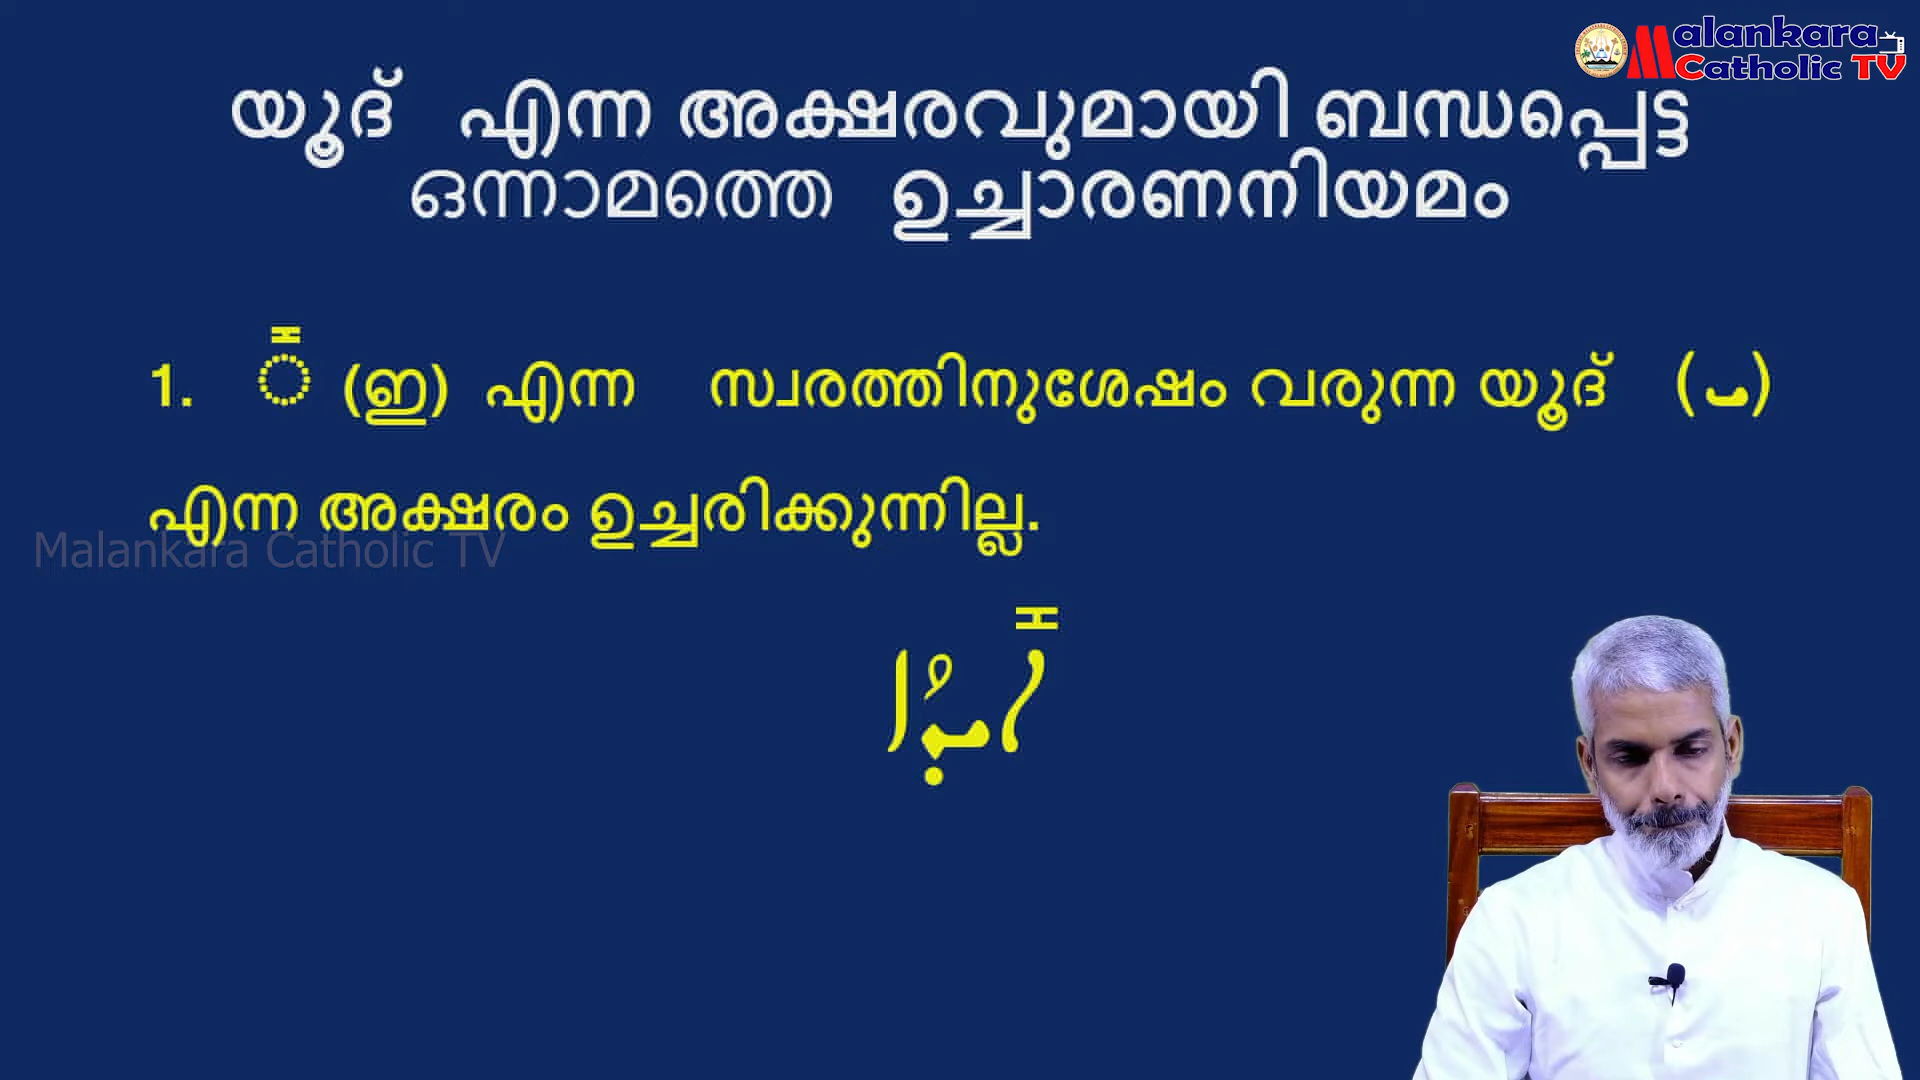 Malankara
Catholic TV
യൂദ് എന്ന അക്ഷരവുമായി ബന്ധപ്പെട്ട
ഒന്നാമത്തെ ഉച്ചാരണനിയമം
1. ◌ܺ (ഇ) എന്ന സ്വരത്തിനുശേഷം വരുന്ന യൂദ് (ܝ)
എന്ന അക്ഷരം ഉച്ചരിക്കുന്നില്ല.
Malankara Catholic TV
ܐܺܝܕܳܐ